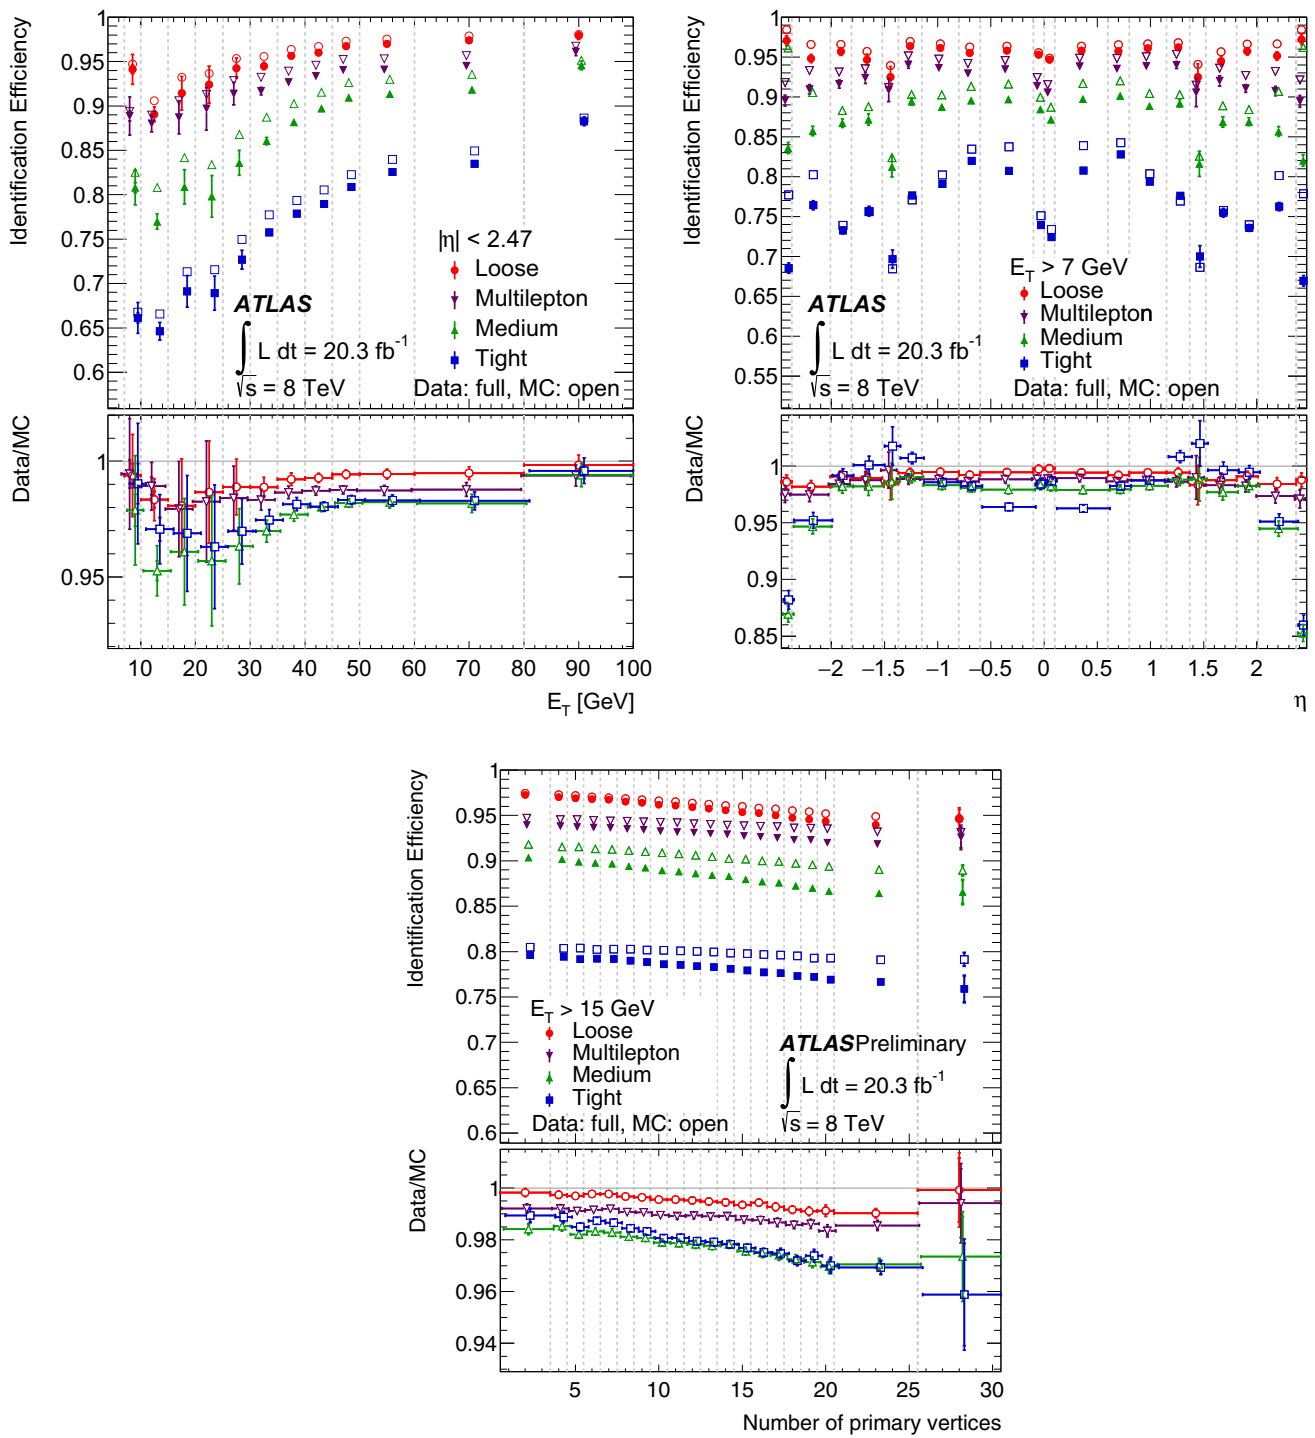 Identification Efficiency
1
0.95
0.9
0.85
0.8
0.75
0.7
0.65
0.6
|η| < 2.47
Loose
Multilepton
Medium
Tight
ATLAS
∫ L dt = 20.3 fb⁻¹
√s = 8 TeV
Data: full, MC: open
Data/MC
1
0.95
10 20 30 40 50 60 70 80 90 100
E_T [GeV]
Identification Efficiency
1
0.95
0.9
0.85
0.8
0.75
0.7
0.65
0.6
0.55
E_T > 7 GeV
Loose
Multilepton
Medium
Tight
ATLAS
∫ L dt = 20.3 fb⁻¹
√s = 8 TeV
Data: full, MC: open
Data/MC
1
0.95
0.9
0.85
−2 −1.5 −1 −0.5 0 0.5 1 1.5 2
η
Identification Efficiency
1
0.95
0.9
0.85
0.8
0.75
0.7
0.65
0.6
E_T > 15 GeV
Loose
Multilepton
Medium
Tight
Data: full, MC: open
ATLAS Preliminary
∫ L dt = 20.3 fb⁻¹
√s = 8 TeV
Data/MC
1
0.98
0.96
0.94
5 10 15 20 25 30
Number of primary vertices